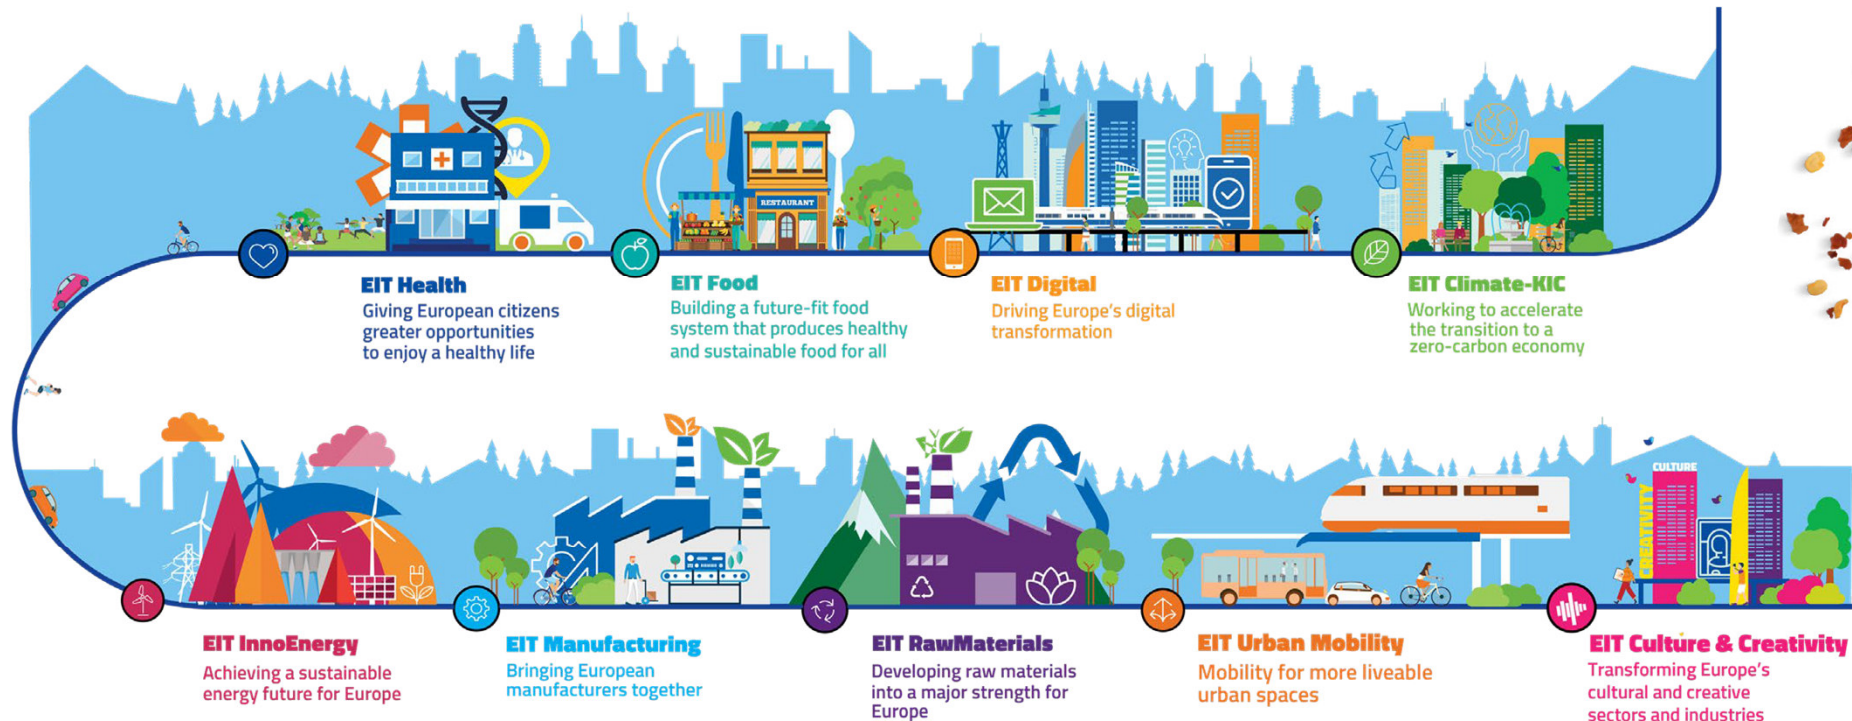 RESTAURANT
EIT Health
Giving European citizens
greater opportunities
to enjoy a healthy life
EIT Food
Building a future-fit food
system that produces healthy
and sustainable food for all
EIT Digital
Driving Europe's digital
transformation
EIT Climate-KIC
Working to accelerate
the transition to a
zero-carbon economy
CULTURE
CREATIVITY
EIT InnoEnergy
Achieving a sustainable
energy future for Europe
EIT Manufacturing
Bringing European
manufacturers together
EIT RawMaterials
Developing raw materials
into a major strength for
Europe
EIT Urban Mobility
Mobility for more liveable
urban spaces
EIT Culture & Creativity
Transforming Europe's
cultural and creative
sectors and industries